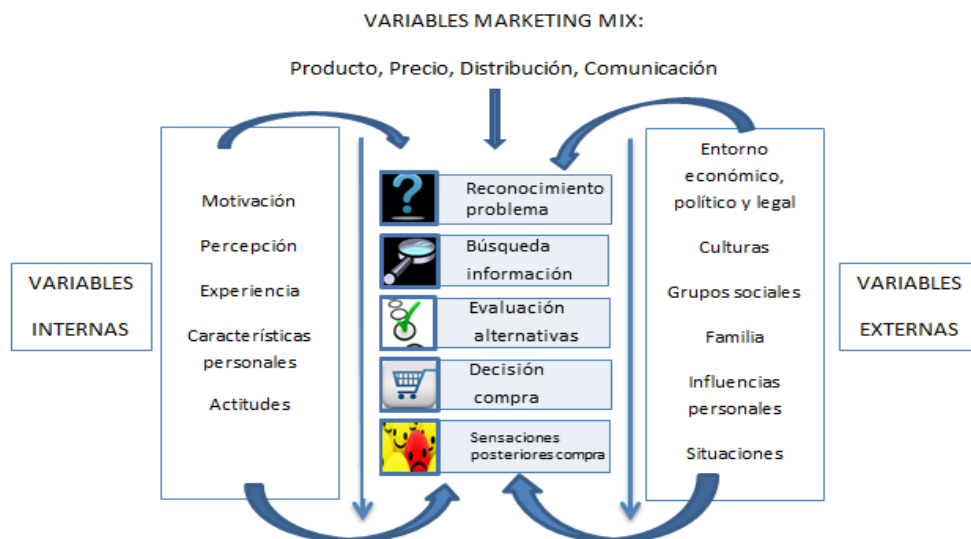 VARIABLES MARKETING MIX:
Producto, Precio, Distribución, Comunicación
VARIABLES
INTERNAS
Motivación
Percepción
Experiencia
Características
personales
Actitudes
Reconocimiento
problema
Búsqueda
información
Evaluación
alternativas
Decisión
compra
Sensaciones
posteriores compra
Entorno
económico,
político y legal
Culturas
Grupos sociales
Familia
Influencias
personales
Situaciones
VARIABLES
EXTERNAS